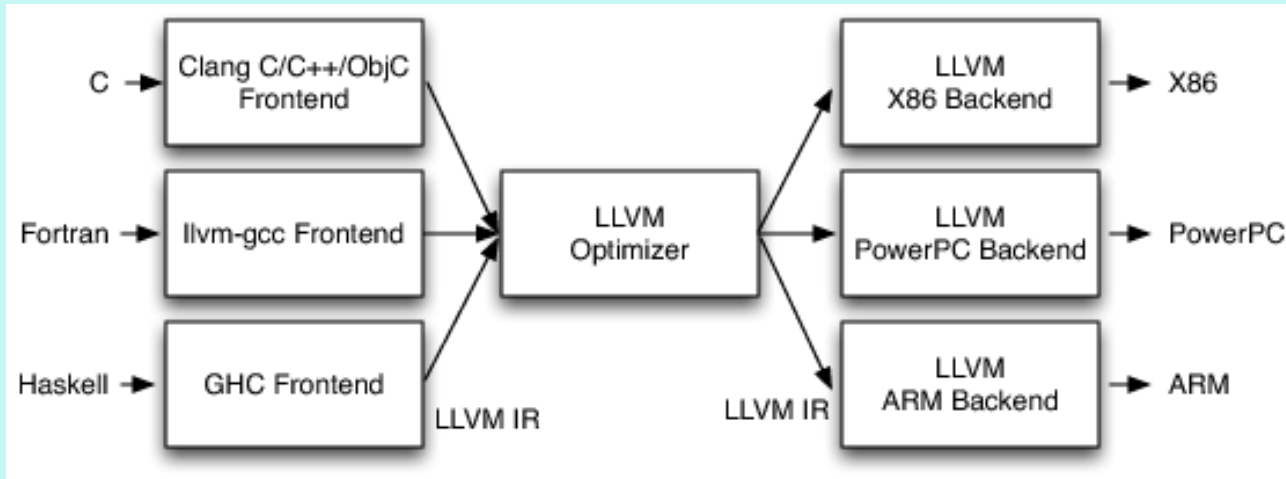 C
Clang C/C++/ObjC
Frontend
LLVM
X86 Backend
X86
Fortran
llvm-gcc Frontend
LLVM
Optimizer
LLVM
PowerPC Backend
PowerPC
Haskell
GHC Frontend
LLVM IR
LLVM IR
LLVM
ARM Backend
ARM